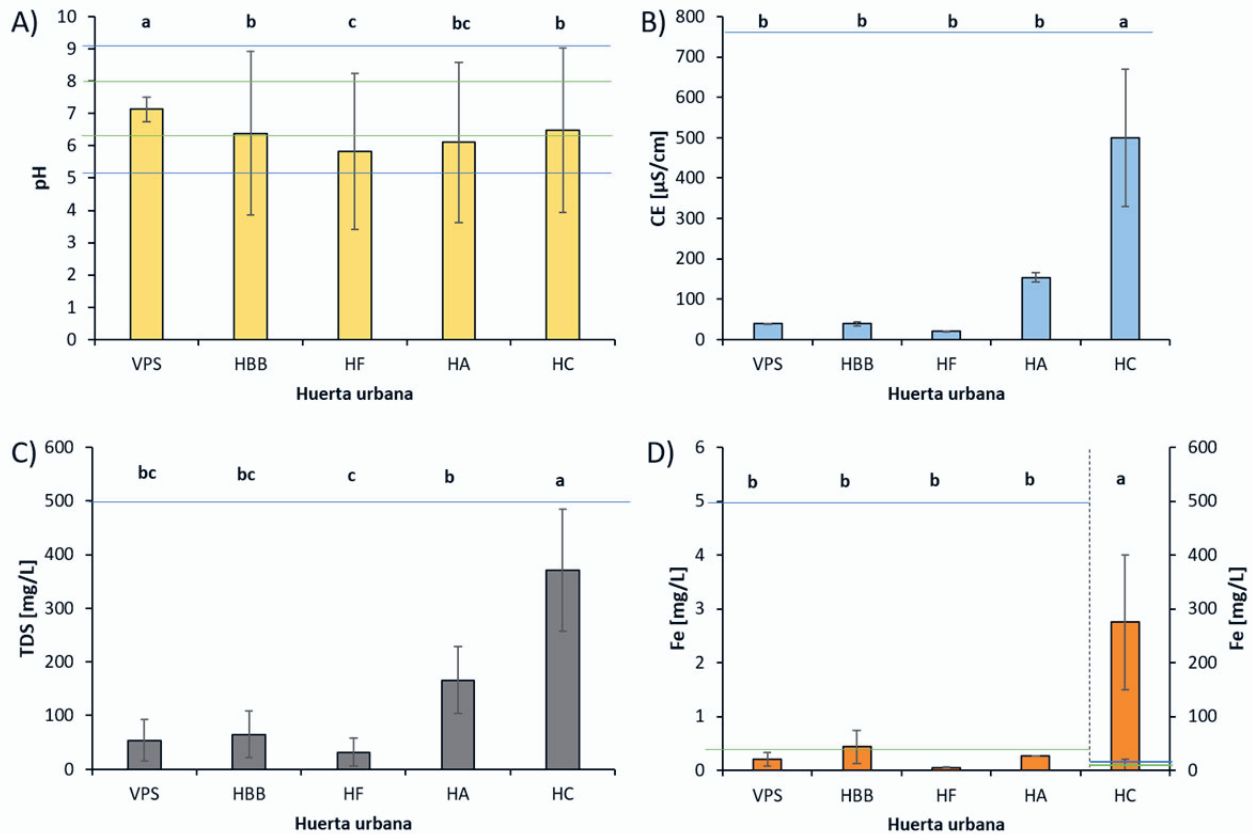 A)
10
9
8
7
6
5
4
3
2
1
0
pH
a b c bc b
VPS HBB HF HA HC
Huerta urbana
B)
800
700
600
500
400
300
200
100
0
CE [µS/cm]
b b b b a
VPS HBB HF HA HC
Huerta urbana
C)
600
500
400
300
200
100
0
TDS [mg/L]
bc bc c b a
VPS HBB HF HA HC
Huerta urbana
D)
6
5
4
3
2
1
0
Fe [mg/L]
b b b b a
600
500
400
300
200
100
0
Fe [mg/L]
VPS HBB HF HA HC
Huerta urbana